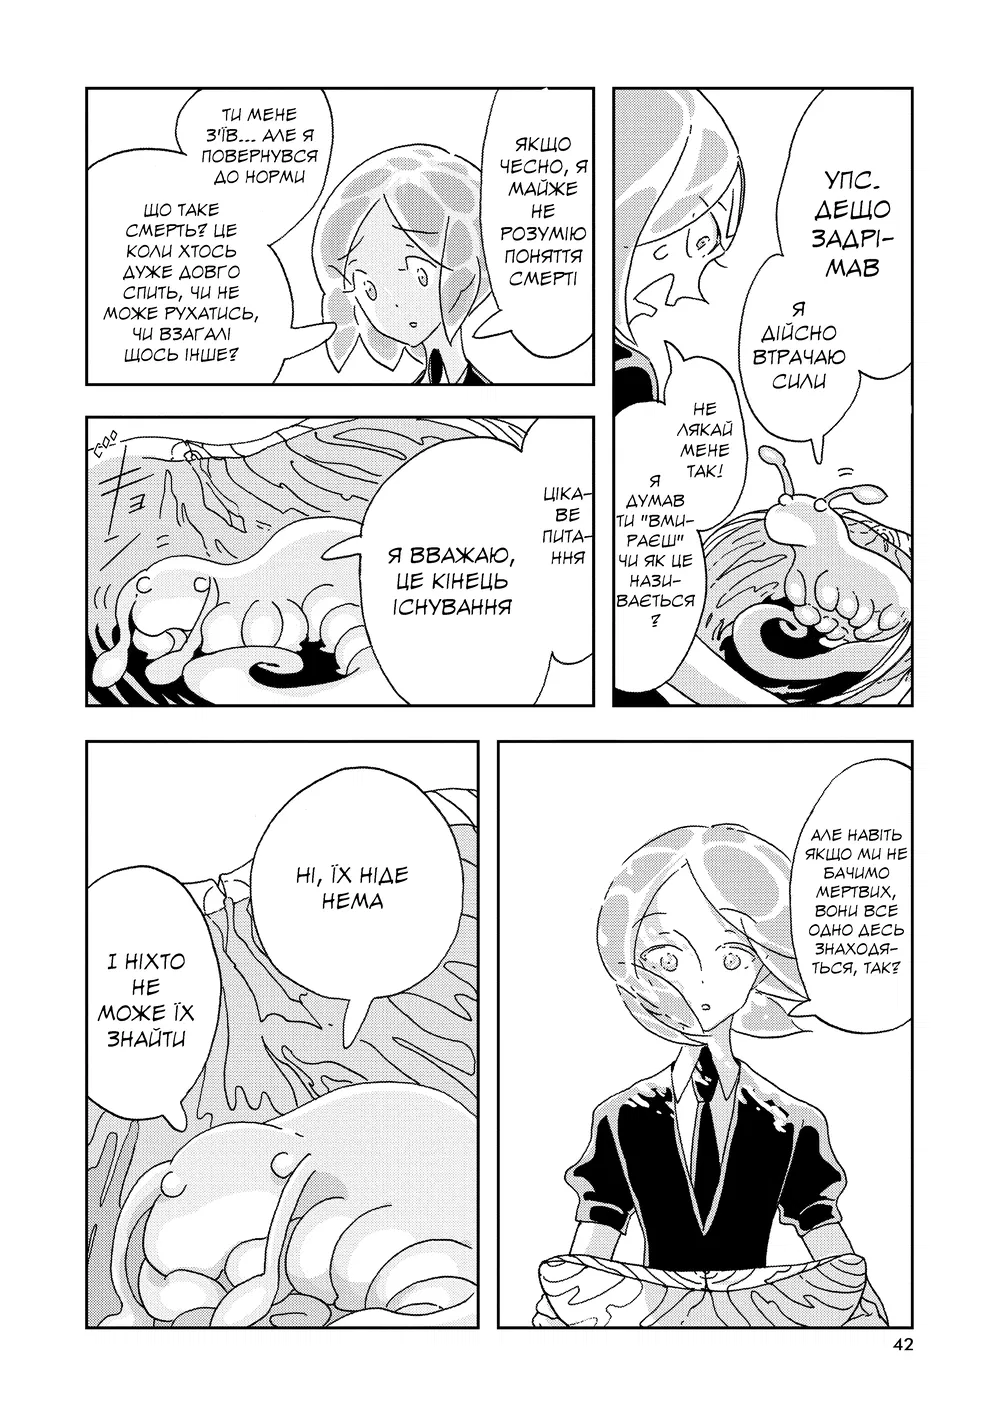 УПС.
ДЕЩО
ЗАДРІ-
МАВ
Я
ДІЙСНО
ВТРАЧАЮ
СИЛИ
НЕ
ЛЯКАЙ
МЕНЕ
ТАК!
Я
ДУМАВ
ТИ "ВМИ-
РАЄШ"
ЧИ ЯК ЦЕ
НАЗИ-
ВАЄТЬСЯ
?
ЯКЩО
ЧЕСНО, Я
МАЙЖЕ
НЕ
РОЗУМІЮ
ПОНЯТТЯ
СМЕРТІ
ТИ МЕНЕ
З'ЇВ... АЛЕ Я
ПОВЕРНУВСЯ
ДО НОРМИ
ЩО ТАКЕ
СМЕРТЬ? ЦЕ
КОЛИ ХТОСЬ
ДУЖЕ ДОВГО
СПИТЬ, ЧИ НЕ
МОЖЕ РУХАТИСЬ,
ЧИ ВЗАГАЛІ
ЩОСЬ ІНШЕ?
ЦІКА-
ВЕ
ПИТА-
ННЯ
Я ВВАЖАЮ,
ЦЕ КІНЕЦЬ
ІСНУВАННЯ
АЛЕ НАВІТЬ
ЯКЩО МИ НЕ
БАЧИМО
МЕРТВИХ,
ВОНИ ВСЕ
ОДНО ДЕСЬ
ЗНАХОДЯ-
ТЬСЯ, ТАК?
НІ, ЇХ НІДЕ
НЕМА
І НІХТО
НЕ
МОЖЕ ЇХ
ЗНАЙТИ
42